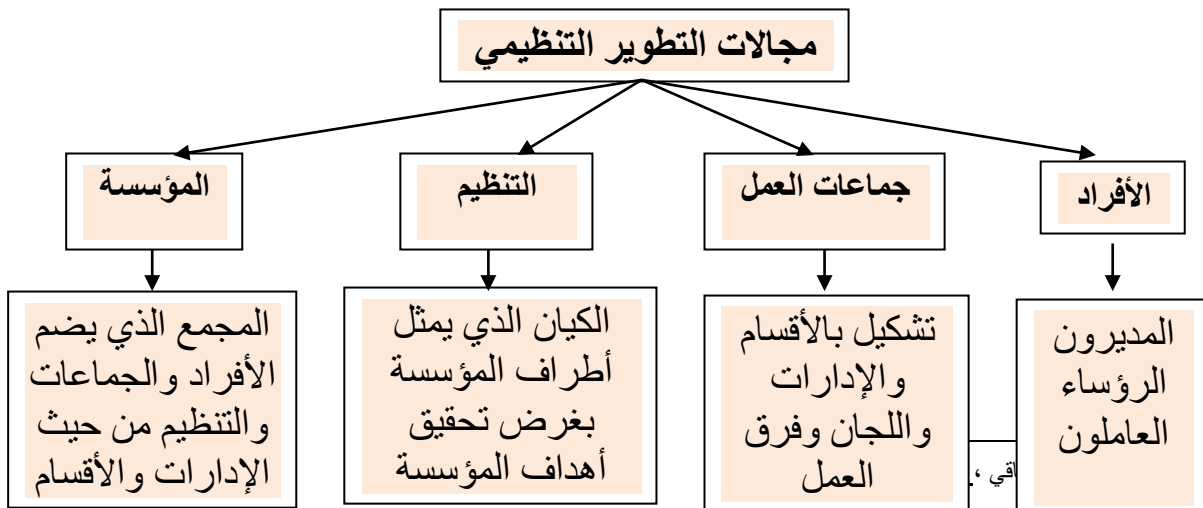 مجالات التطوير التنظيمي
الأفراد
جماعات العمل
التنظيم
المؤسسة
المديرون
الرؤساء
العاملون
تشكيل بالأقسام
والإدارات
واللجان وفرق
العمل
الكيان الذي يمثل
أطراف المؤسسة
بغرض تحقيق
أهداف المؤسسة
المجمع الذي يضم
الأفراد والجماعات
والتنظيم من حيث
الإدارات والأقسام